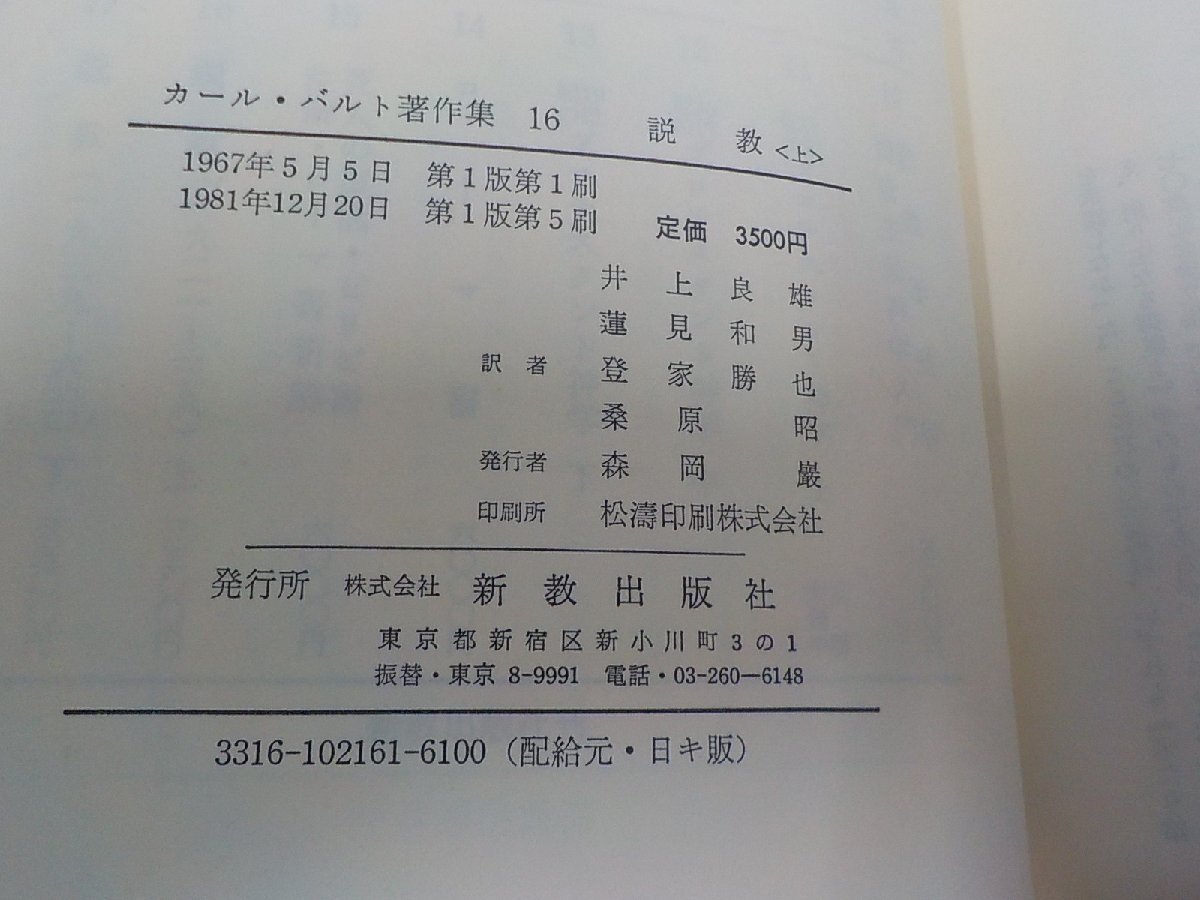 カール・バルト著作集 16 説教<上>
1967年5月5日 第1版第1刷
1981年12月20日 第1版第5刷 定価 3500円
井上良雄
蓮見和男
訳者 登家勝也
桑原昭
発行者 森岡巖
印刷所 松濤印刷株式会社
発行所 株式会社 新教出版社
東京都新宿区新小川町3の1
振替・東京 8-9991 電話・03-260-6148
3316-102161-6100(配給元・日キ販)